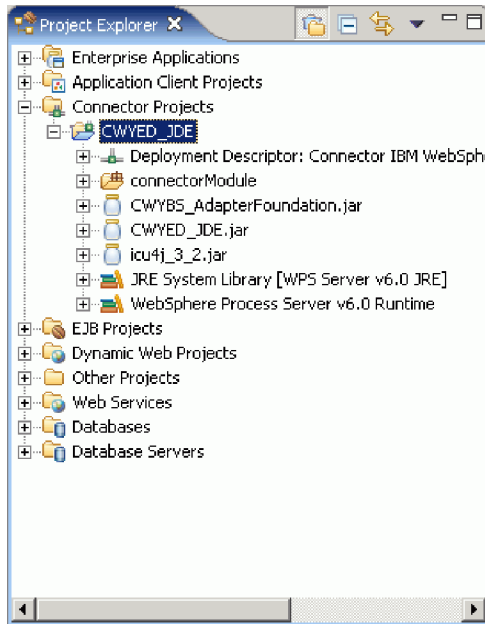 Project Explorer
Enterprise Applications
Application Client Projects
Connector Projects
CWYED_JDE
Deployment Descriptor: Connector IBM WebSph
connectorModule
CWYBS_AdapterFoundation.jar
CWYED_JDE.jar
icu4j_3_2.jar
JRE System Library [WPS Server v6.0 JRE]
WebSphere Process Server v6.0 Runtime
EJB Projects
Dynamic Web Projects
Other Projects
Web Services
Databases
Database Servers